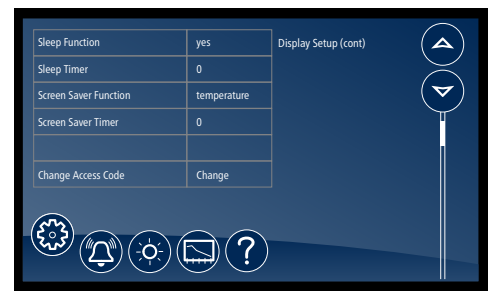 Sleep Function yes Display Setup (cont)
Sleep Timer 0
Screen Saver Function temperature
Screen Saver Timer 0
Change Access Code Change
?